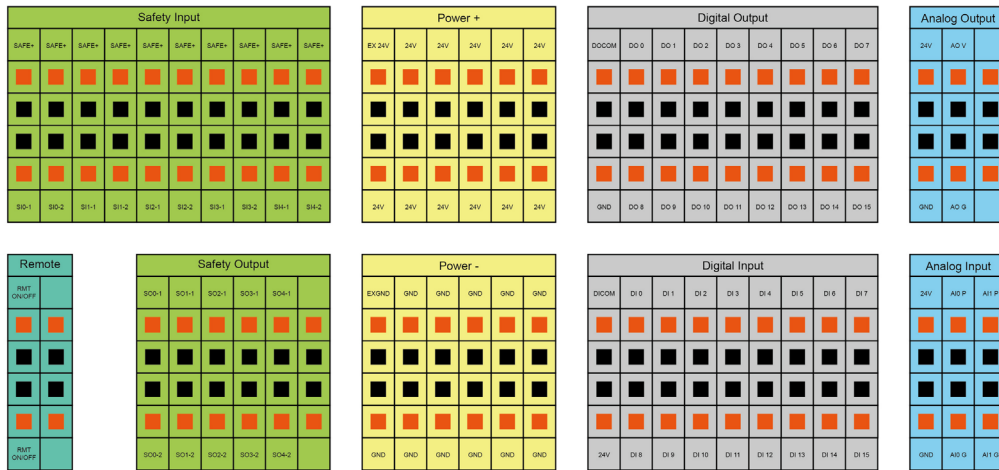 Safety Input
SAFE+ SAFE+ SAFE+ SAFE+ SAFE+ SAFE+ SAFE+ SAFE+ SAFE+ SAFE+
SI0-1 SI0-2 SI1-1 SI1-2 SI2-1 SI2-2 SI3-1 SI3-2 SI4-1 SI4-2
Power +
EX 24V 24V 24V 24V 24V 24V
24V 24V 24V 24V 24V 24V
Digital Output
DOCOM DO 0 DO 1 DO 2 DO 3 DO 4 DO 5 DO 6 DO 7
GND DO 8 DO 9 DO 10 DO 11 DO 12 DO 13 DO 14 DO 15
Analog Output
24V AO V
GND AO G
Remote
RMT
ON/OFF
RMT
ON/OFF
Safety Output
SO0-1 SO1-1 SO2-1 SO3-1 SO4-1
SO0-2 SO1-2 SO2-2 SO3-2 SO4-2
Power -
EXGND GND GND GND GND GND
GND GND GND GND GND GND
Digital Input
DICOM DI 0 DI 1 DI 2 DI 3 DI 4 DI 5 DI 6 DI 7
24V DI 8 DI 9 DI 10 DI 11 DI 12 DI 13 DI 14 DI 15
Analog Input
24V AI0 P AI1 P
GND AI0 G AI1 G